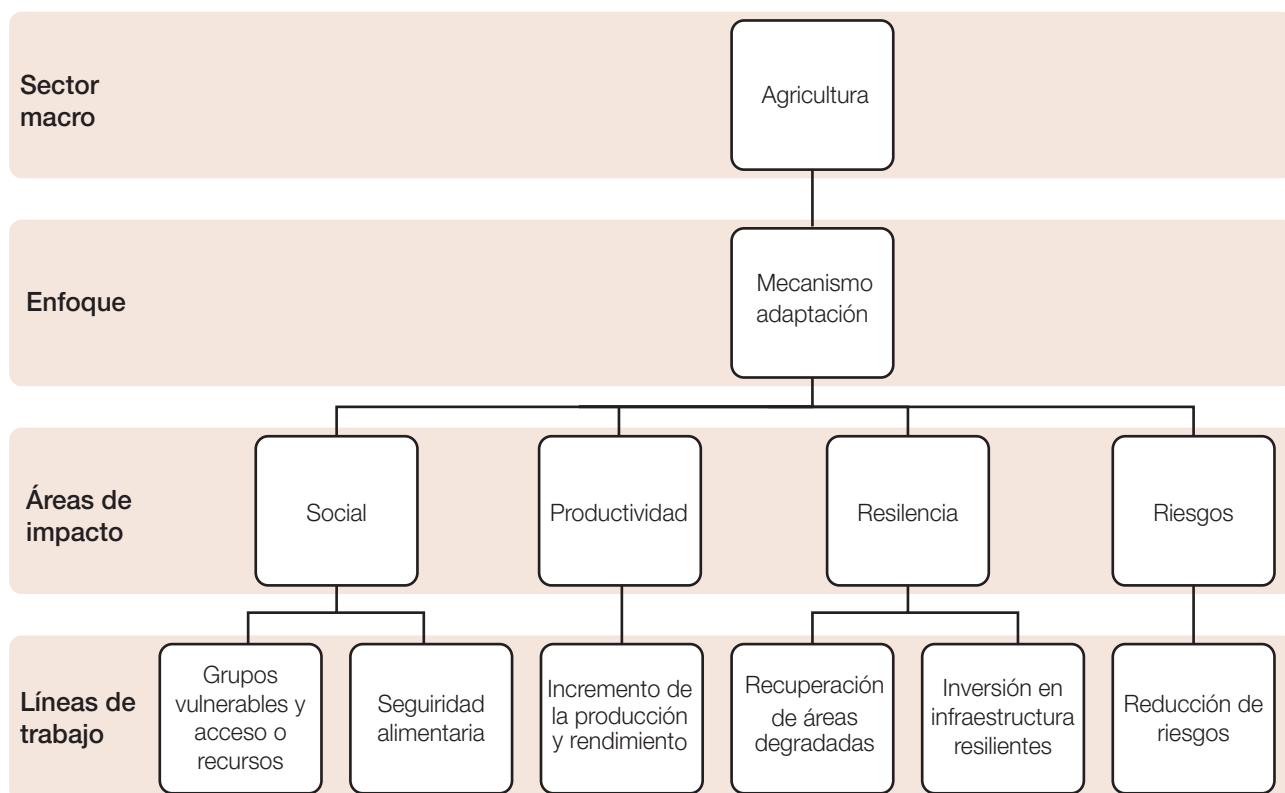 Sector
macro
Agricultura
Enfoque
Mecanismo
adaptación
Áreas de
impacto
Social
Productividad
Resilencia
Riesgos
Líneas de
trabajo
Grupos
vulnerables y
acceso o
recursos
Seguiridad
alimentaria
Incremento de
la producción
y rendimiento
Recuperación
de áreas
degradadas
Inversión en
infraestructura
resilientes
Reducción de
riesgos